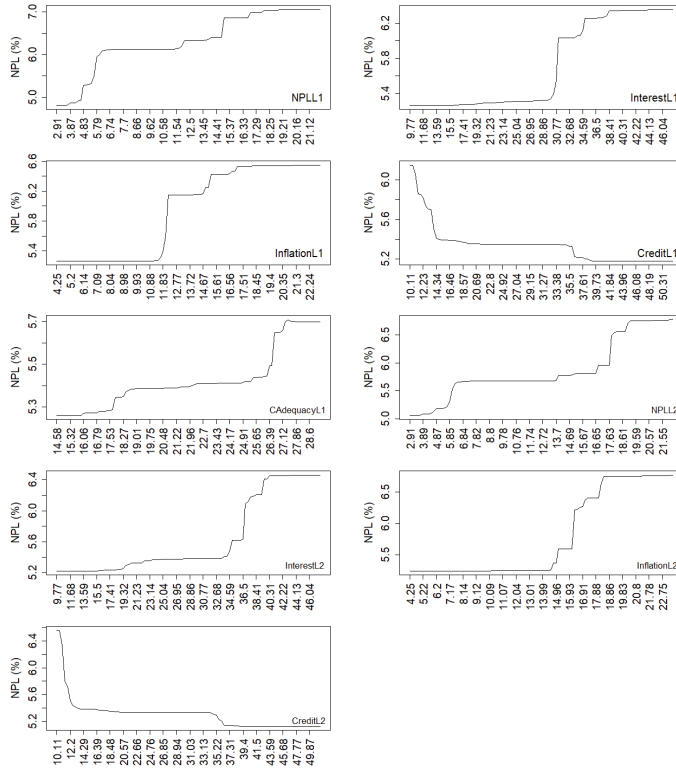 NPL (%)
5.0 6.0 7.0
NPLL1
2.91 3.87 4.83 5.79 6.74 7.7 8.66 9.62 10.58 11.54 12.5 13.45 14.41 15.37 16.33 17.29 18.25 19.21 20.16 21.12
NPL (%)
5.4 5.8 6.2
InterestL1
9.77 11.68 13.59 15.5 17.41 19.32 21.23 23.14 25.04 26.95 28.86 30.77 32.68 34.59 36.5 38.41 40.31 42.22 44.13 46.04
NPL (%)
5.4 5.8 6.2 6.6
InflationL1
4.25 5.2 6.14 7.09 8.04 8.98 9.93 10.88 11.83 12.77 13.72 14.67 15.61 16.56 17.51 18.45 19.4 20.35 21.3 22.24
NPL (%)
5.2 5.6 6.0
CreditL1
10.11 12.23 14.34 16.46 18.57 20.69 22.8 24.92 27.04 29.15 31.27 33.38 35.5 37.61 39.73 41.84 43.96 46.08 48.19 50.31
NPL (%)
5.3 5.5 5.7
CAdequacyL1
14.58 15.32 16.06 16.79 17.53 18.27 19.01 19.75 20.48 21.22 21.96 22.7 23.43 24.17 24.91 25.65 26.39 27.12 27.86 28.6
NPL (%)
5.0 5.5 6.0 6.5
NPLL2
2.91 3.89 4.87 5.85 6.84 7.82 8.8 9.78 10.76 11.74 12.72 13.7 14.69 15.67 16.65 17.63 18.61 19.59 20.57 21.55
NPL (%)
5.2 5.6 6.0 6.4
InterestL2
9.77 11.68 13.59 15.5 17.41 19.32 21.23 23.14 25.04 26.95 28.86 30.77 32.68 34.59 36.5 38.41 40.31 42.22 44.13 46.04
NPL (%)
5.5 6.0 6.5
InflationL2
4.25 5.22 6.2 7.17 8.14 9.12 10.09 11.07 12.04 13.01 13.99 14.96 15.93 16.91 17.88 18.86 19.83 20.8 21.78 22.75
NPL (%)
5.2 5.6 6.0 6.4
CreditL2
10.11 12.2 14.29 16.39 18.48 20.57 22.66 24.76 26.85 28.94 31.03 33.13 35.22 37.31 39.4 41.5 43.59 45.68 47.77 49.87